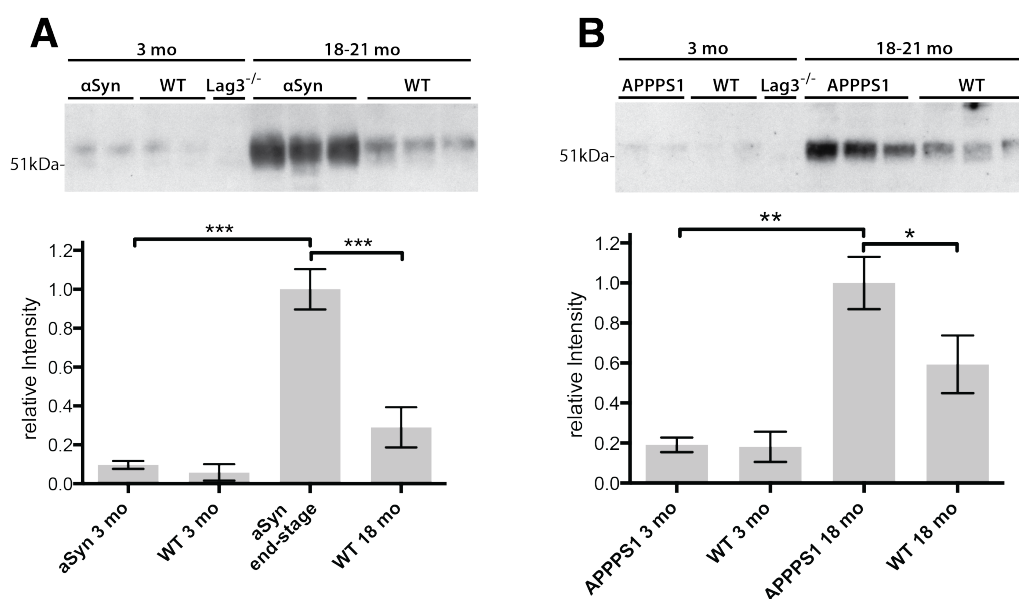 A
3 mo 18-21 mo
αSyn WT Lag3-/- αSyn WT
51kDa-
*** ***
relative Intensity
1.2
1.0
0.8
0.6
0.4
0.2
0.0
aSyn 3 mo
WT 3 mo
aSyn
end-stage
WT 18 mo
B
3 mo 18-21 mo
APPPS1 WT Lag3-/- APPPS1 WT
51kDa-
** *
relative Intensity
1.2
1.0
0.8
0.6
0.4
0.2
0.0
APPPS1 3 mo
WT 3 mo
APPPS1 18 mo
WT 18 mo